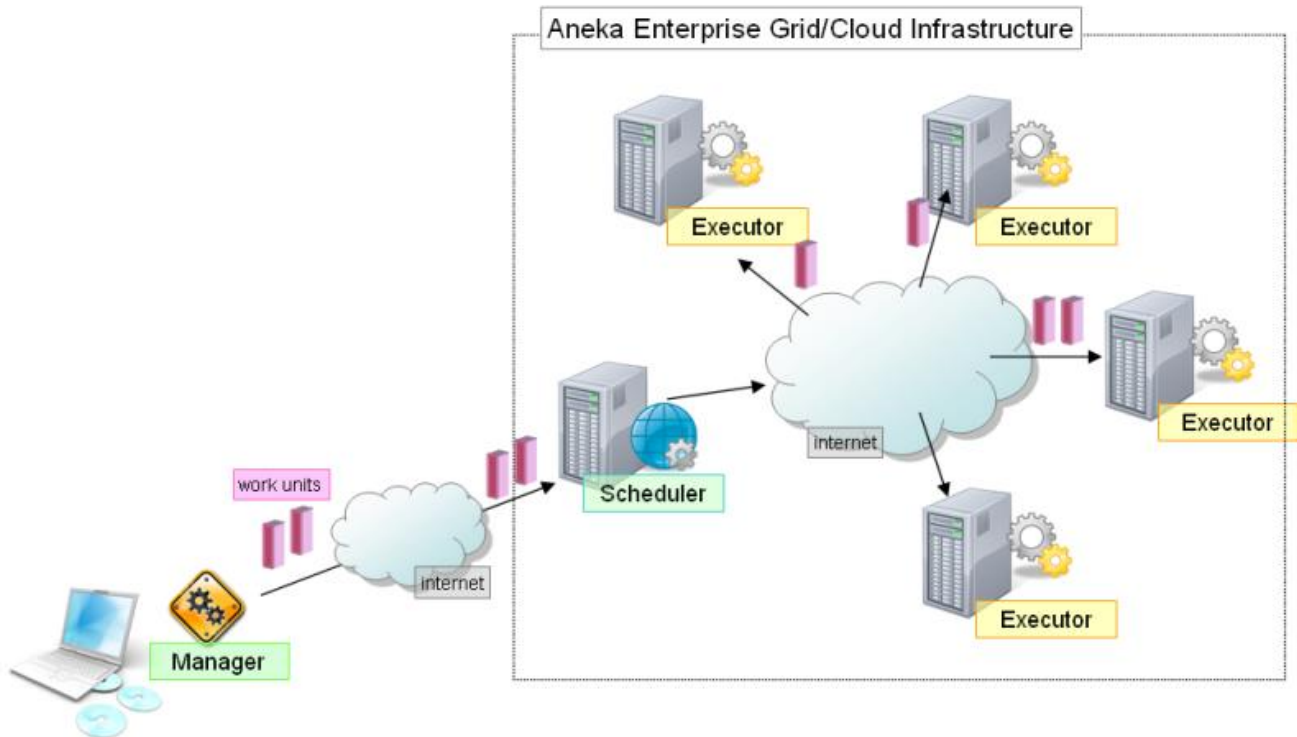 Aneka Enterprise Grid/Cloud Infrastructure
Executor
Executor
Executor
internet
Scheduler
work units
internet
Executor
Manager